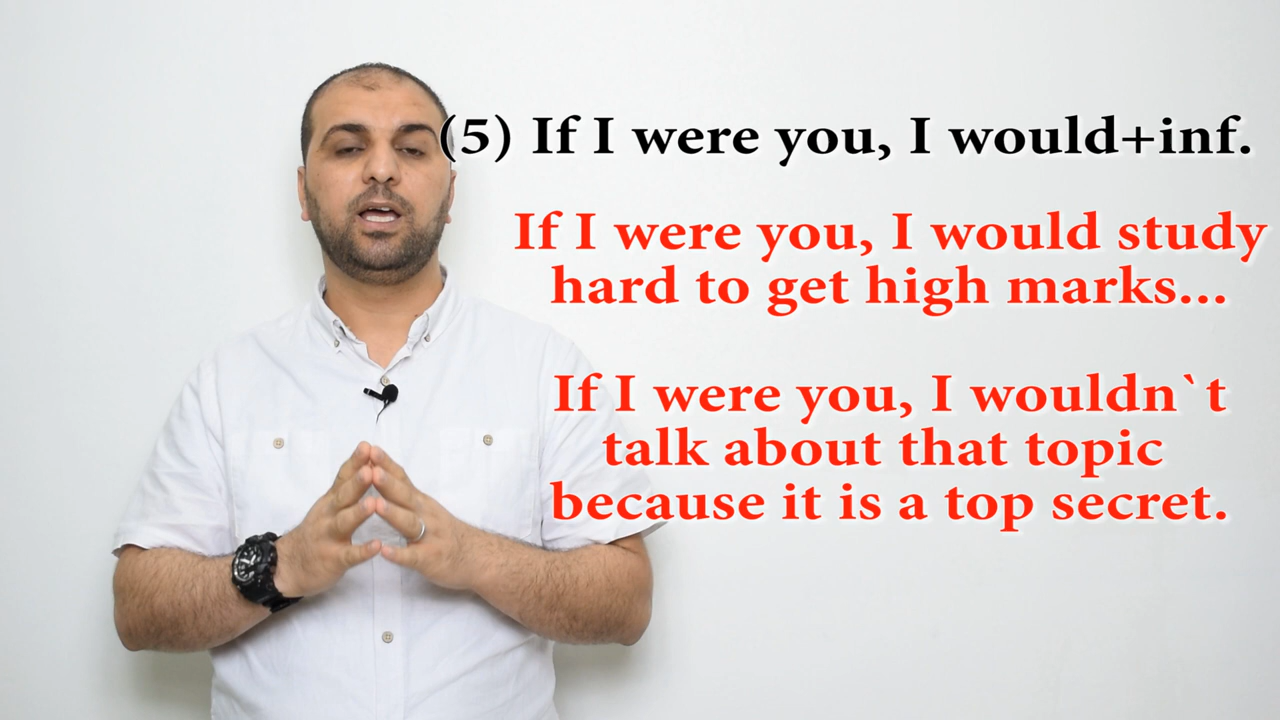 (5) If I were you, I would+inf.
If I were you, I would study
hard to get high marks...
If I were you, I wouldn`t
talk about that topic
because it is a top secret.